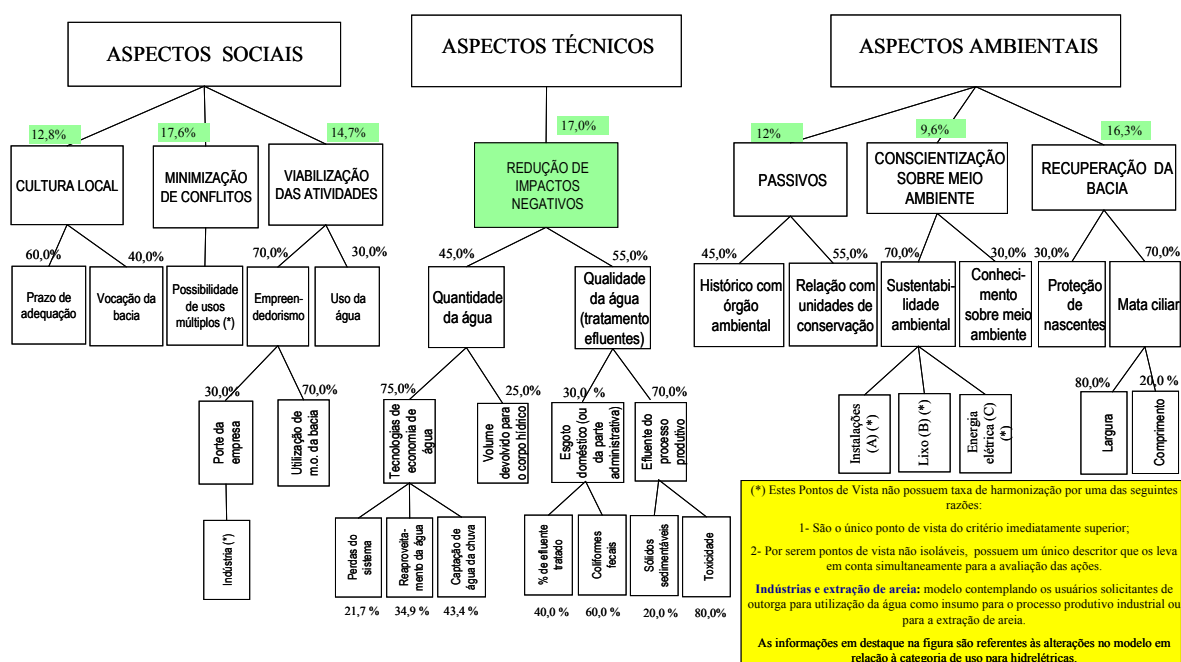 ASPECTOS SOCIAIS
ASPECTOS TÉCNICOS
ASPECTOS AMBIENTAIS
12,8%
17,6%
14,7%
17,0%
12%
9,6%
16,3%
CULTURA LOCAL
MINIMIZAÇÃO
DE CONFLITOS
VIABILIZAÇÃO
DAS ATIVIDADES
REDUÇÃO DE
IMPACTOS
NEGATIVOS
PASSIVOS
CONSCIENTIZAÇÃO
SOBRE MEIO
AMBIENTE
RECUPERAÇÃO DA
BACIA
60,0%
40,0%
70,0%
30,0%
45,0%
55,0%
45,0%
55,0%
70,0%
30,0%
30,0%
70,0%
Prazo de
adequação
Vocação da
bacia
Possibilidade
de usos
múltiplos (*)
Empreen-
dedorismo
Uso da
água
Quantidade
da água
Qualidade
da água
(tratamento
efluentes)
Histórico com
órgão
ambiental
Relação com
unidades de
conservação
Sustentabi-
lidade
ambiental
Conheci-
mento
sobre meio
ambiente
Proteção
de
nascentes
Mata ciliar
30,0%
70,0%
75,0%
25,0%
30,0 %
70,0%
80,0%
20,0 %
Porte da
empresa
Utilização de
m.o. da bacia
Tecnologias de
economia de
água
Volume
devolvido para
o corpo hídrico
Esgoto
doméstico (ou
da parte
administrativa)
Efluente do
processo
produtivo
Instalações
(A) (*)
Lixo (B) (*)
Energia
elétrica (C)
(*)
Largura
Comprimento
Indústria (*)
Perdas do
sistema
Reaproveita-
mento da água
Captação de
água da chuva
% de efluente
tratado
Coliformes
fecais
Sólidos
sedimentáveis
Toxicidade
21,7 %
34,9 %
43,4 %
40,0 %
60,0 %
20,0 %
80,0%
(*) Estes Pontos de Vista não possuem taxa de harmonização por uma das seguintes
razões:
1- São o único ponto de vista do critério imediatamente superior;
2- Por serem pontos de vista não isoláveis, possuem um único descritor que os leva
em conta simultaneamente para a avaliação das ações.
Indústrias e extração de areia: modelo contemplando os usuários solicitantes de
outorga para utilização da água como insumo para o processo produtivo industrial ou
para a extração de areia.
As informações em destaque na figura são referentes às alterações no modelo em
relação à categoria de uso para hidrelétricas.